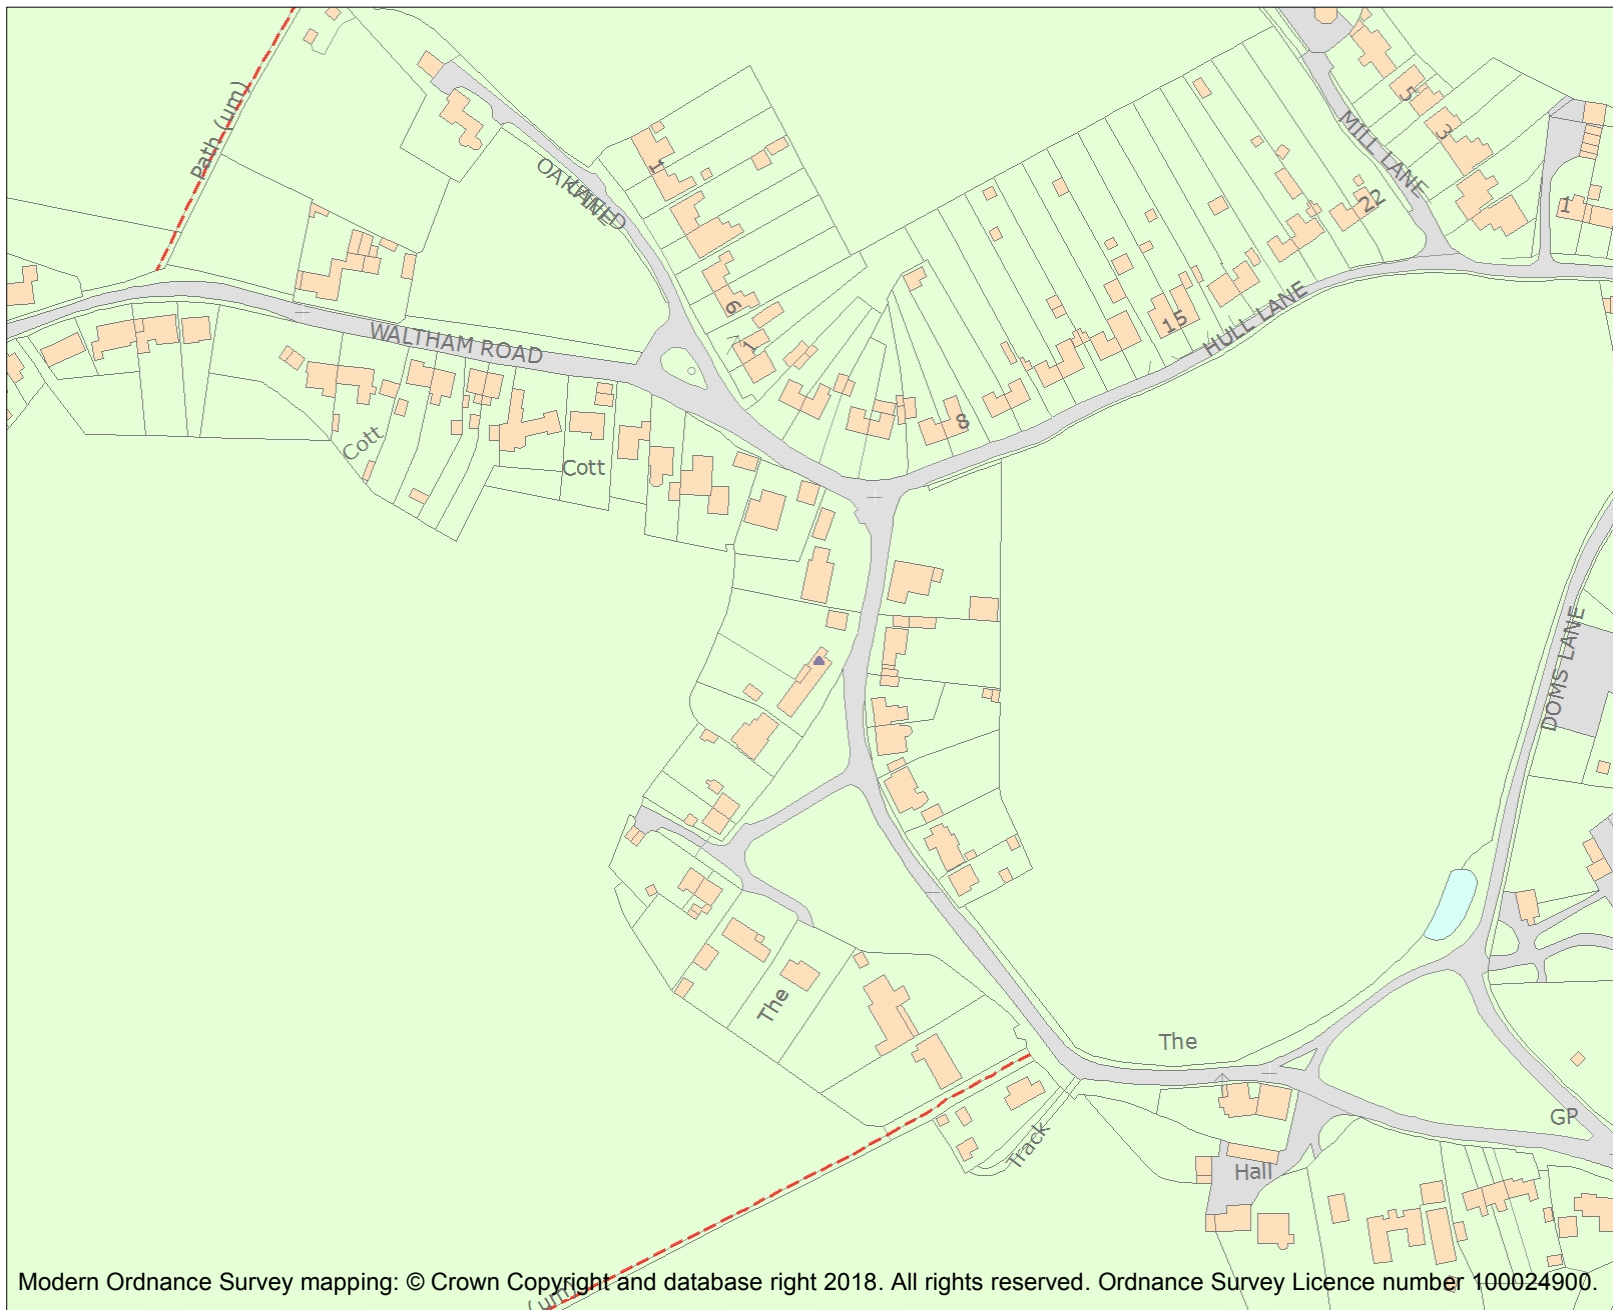 Path (um)
OAKFIELD
LANE
MILL LANE
5
3
1
22
1
6
1
15
HULL LANE
WALTHAM ROAD
8
Cott
Cott
DOMS LANE
The
The
GP
Track
Hall
(um)
Modern Ordnance Survey mapping: © Crown Copyright and database right 2018. All rights reserved. Ordnance Survey Licence number 100024900.